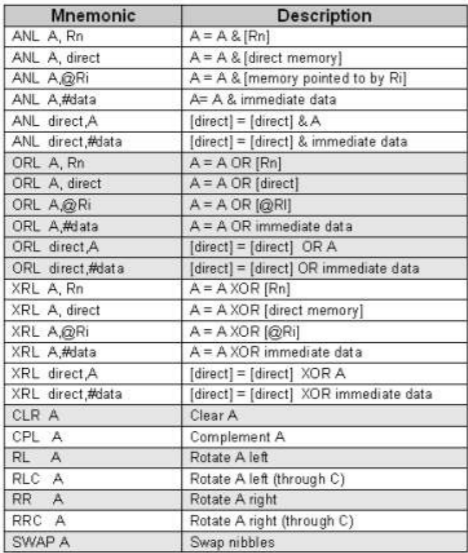 Mnemonic Description
ANL A, Rn A = A & [Rn]
ANL A, direct A = A & [direct memory]
ANL A,@Ri A = A & [memory pointed to by Ri]
ANL A,#data A= A & immediate data
ANL direct,A [direct] = [direct] & A
ANL direct,#data [direct] = [direct] & immediate data
ORL A, Rn A = A OR [Rn]
ORL A, direct A = A OR [direct]
ORL A,@Ri A = A OR [@RI]
ORL A,#data A = A OR immediate data
ORL direct,A [direct] = [direct] OR A
ORL direct,#data [direct] = [direct] OR immediate data
XRL A, Rn A = A XOR [Rn]
XRL A, direct A = A XOR [direct memory]
XRL A,@Ri A = A XOR [@Ri]
XRL A,#data A = A XOR immediate data
XRL direct,A [direct] = [direct] XOR A
XRL direct,#data [direct] = [direct] XOR immediate data
CLR A Clear A
CPL A Complement A
RL A Rotate A left
RLC A Rotate A left (through C)
RR A Rotate A right
RRC A Rotate A right (through C)
SWAP A Swap nibbles